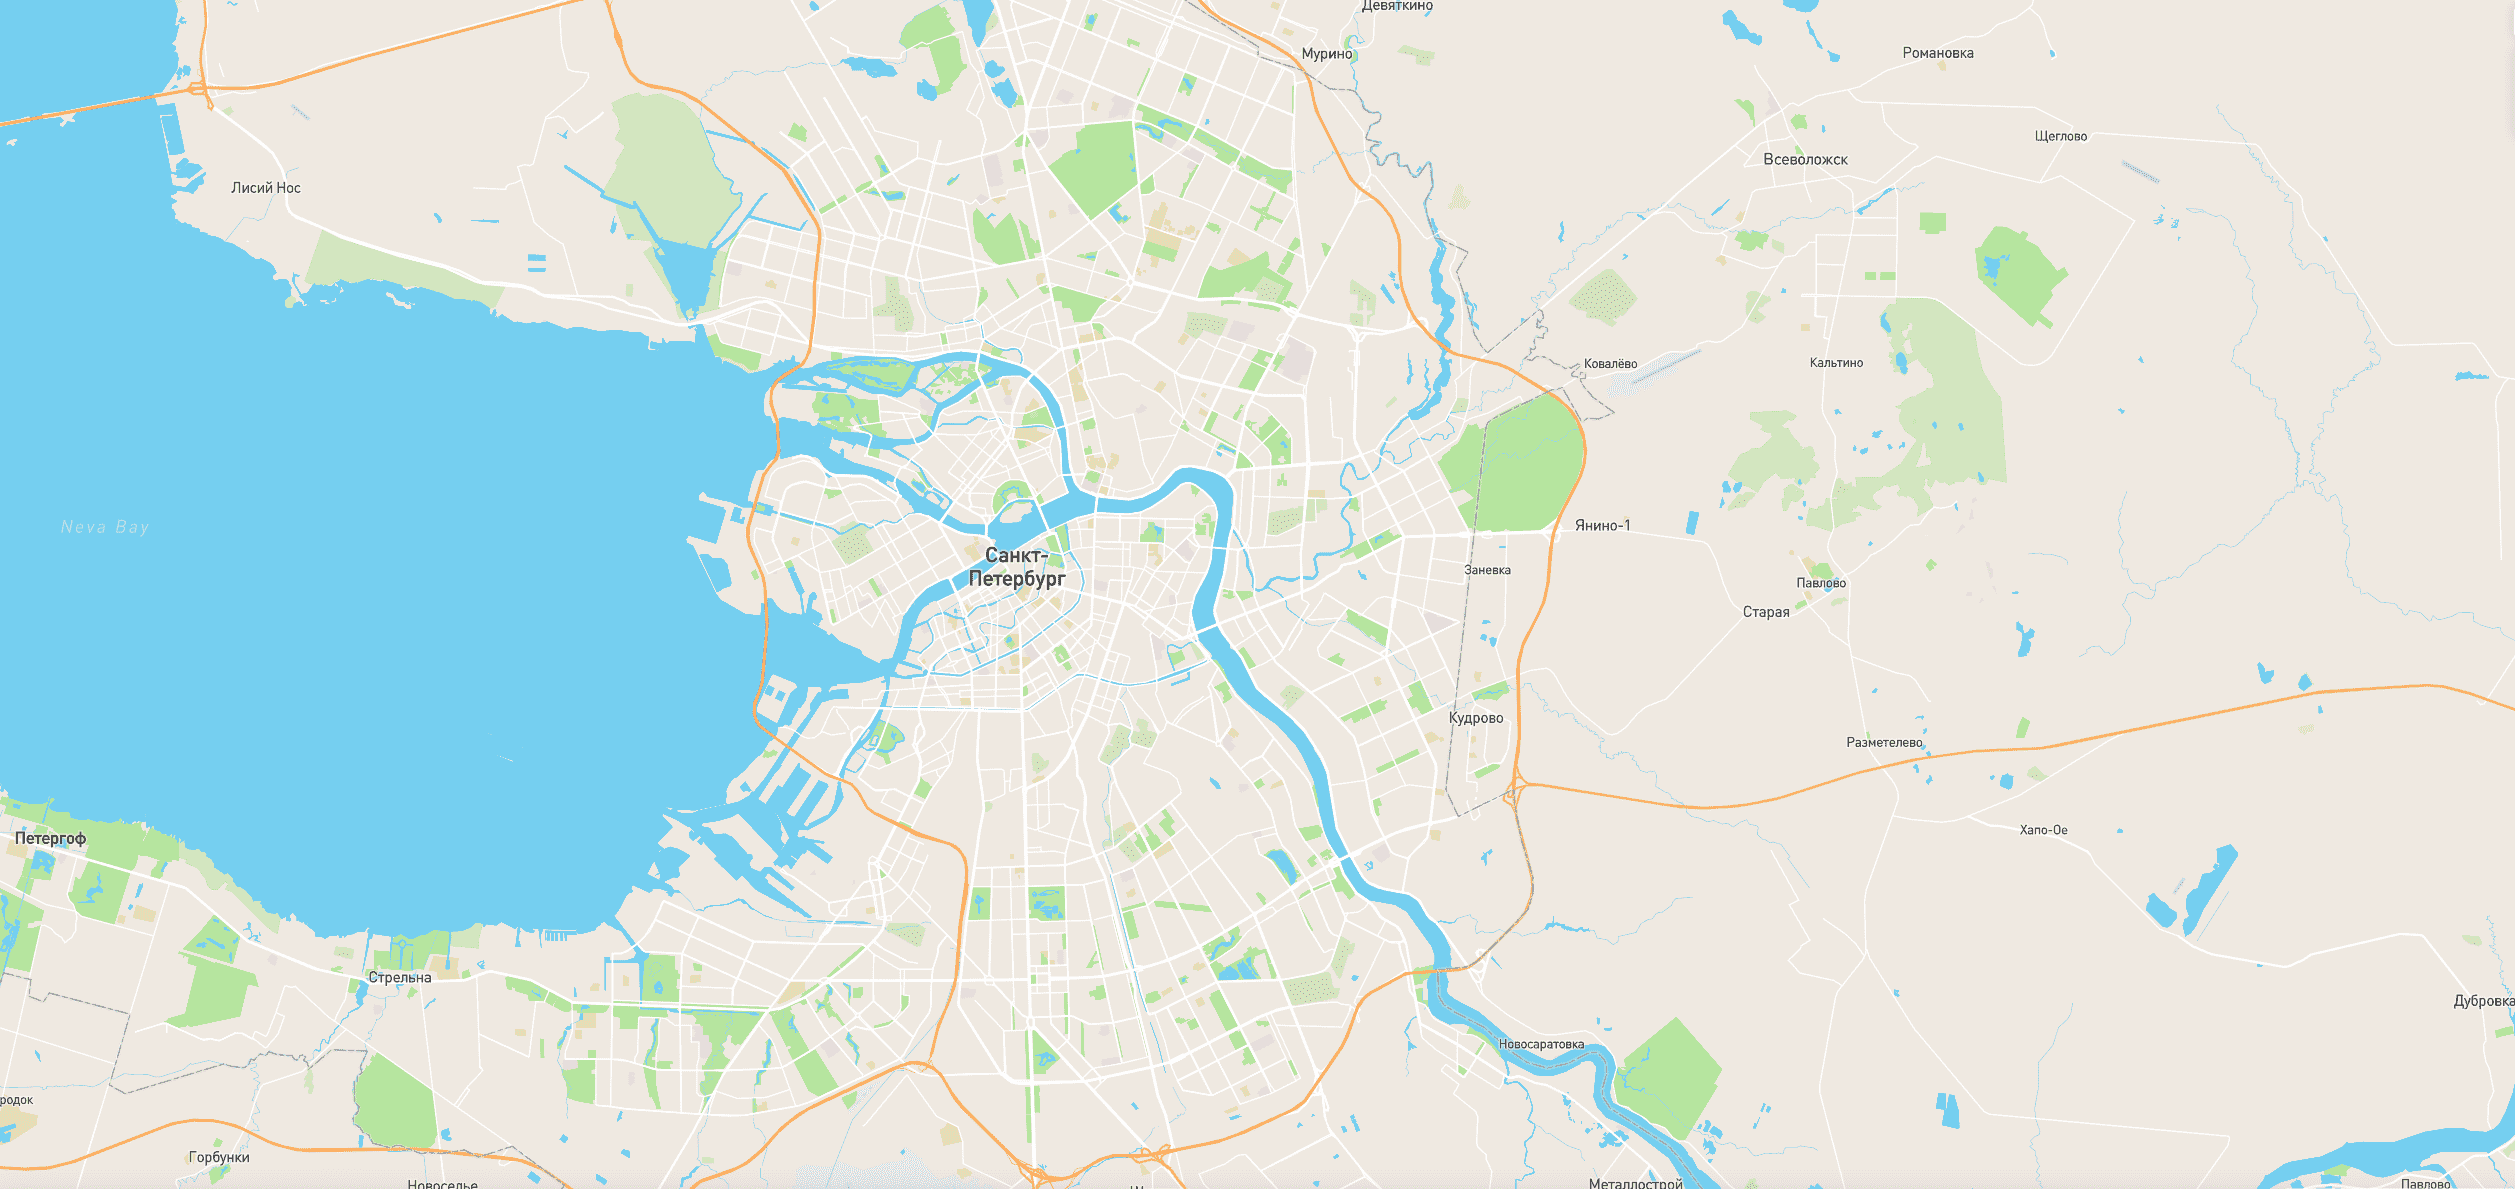 Девяткино
Мурино
Романовка
Щеглово
Всеволожск
Лисий Нос
Ковалёво
Кальтино
Neva Bay
Янино-1
Санкт-
Петербург
Заневка
Павлово
Старая
Кудрово
Разметелево
Хапо-Ое
Петергоф
Стрельна
Дубровка
Новосаратовка
родок
Горбунки
Новоселье
Металлострой
Павлово